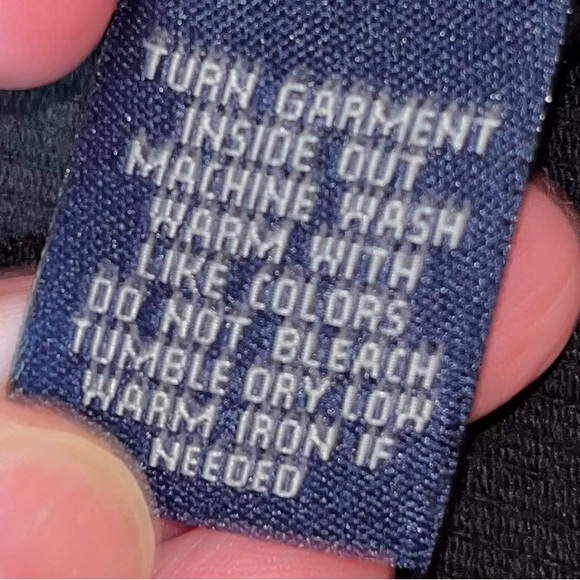 TURN GARMENT
INSIDE OUT
MACHINE WASH
WARM WITH
LIKE COLORS
DO NOT BLEACH
TUMBLE DRY LOW
WARM IRON IF
NEEDED